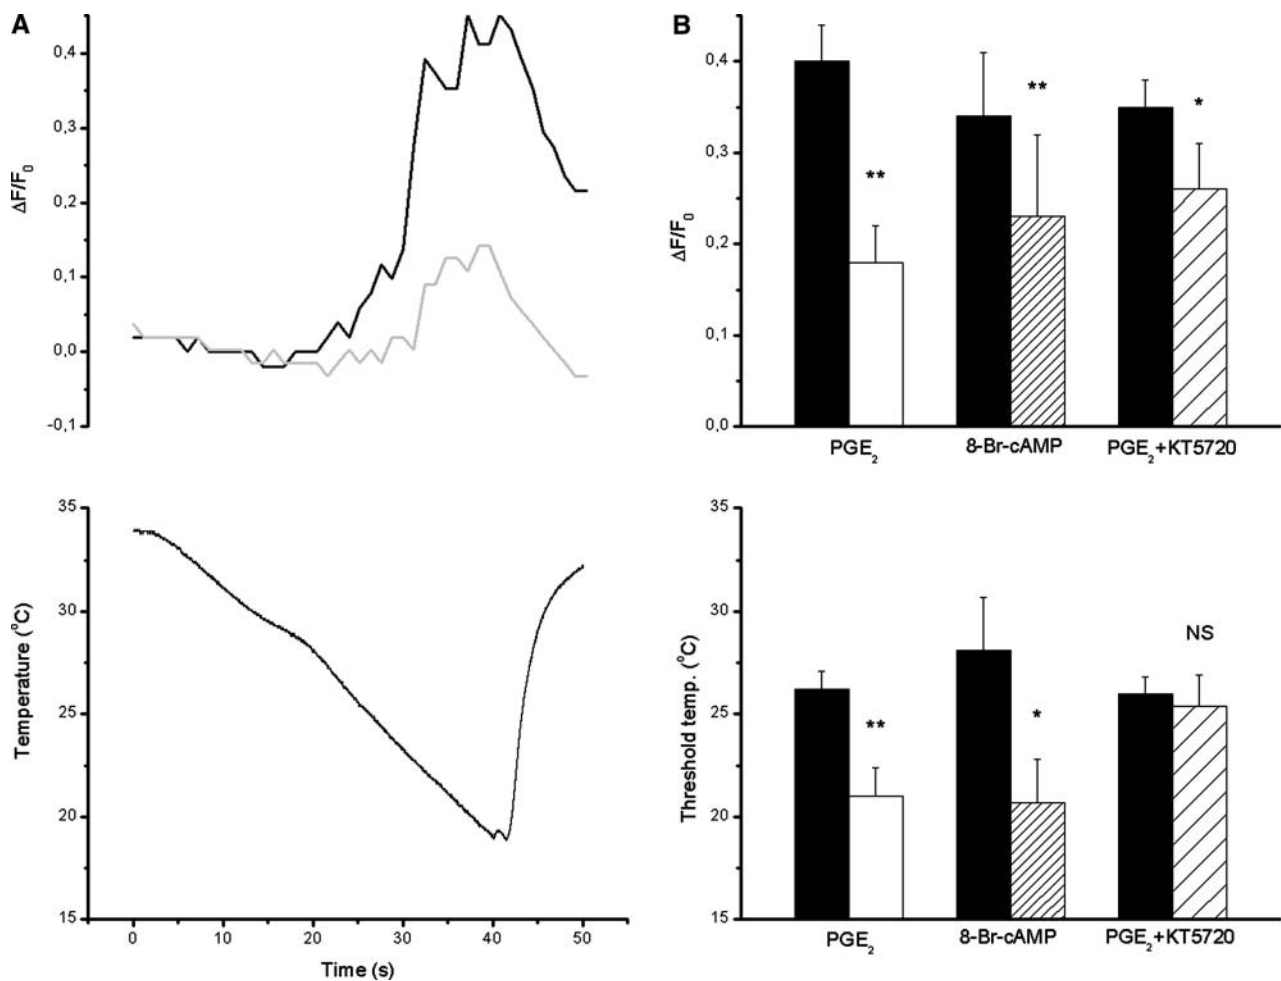 A
0,4
0,3
0,2
0,1
0,0
-0,1
ΔF/F₀
35
30
25
20
15
Temperature (⁰C)
0 10 20 30 40 50
Time (s)
B
0,4
0,3
0,2
0,1
0,0
ΔF/F₀
** ** *
PGE₂ 8-Br-cAMP PGE₂+KT5720
35
30
25
20
15
Threshold temp. (⁰C)
** * NS
PGE₂ 8-Br-cAMP PGE₂+KT5720